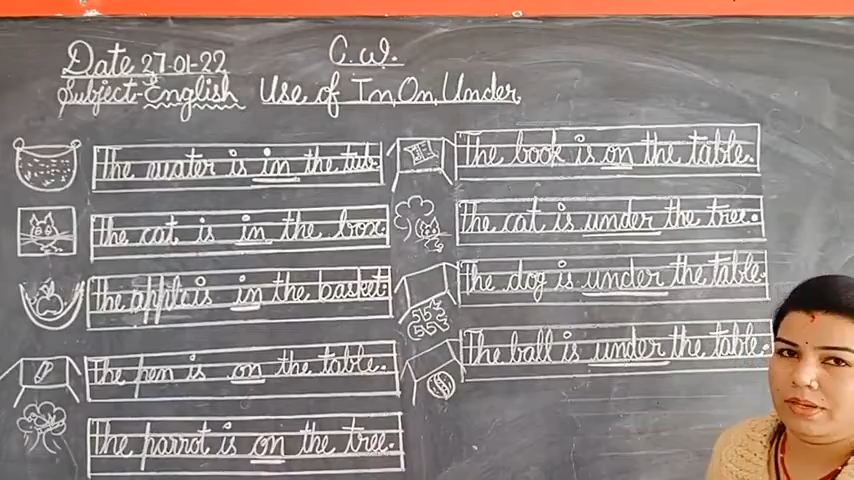 Date 27-01-22
C.W.
Subject-English
Use of In On Under
The water is in the tub.
The cat is in the box.
The apple is in the basket.
The pen is on the table.
The parrot is on the tree.
The book is on the table.
The cat is under the tree.
The dog is under the table.
The ball is under the table.